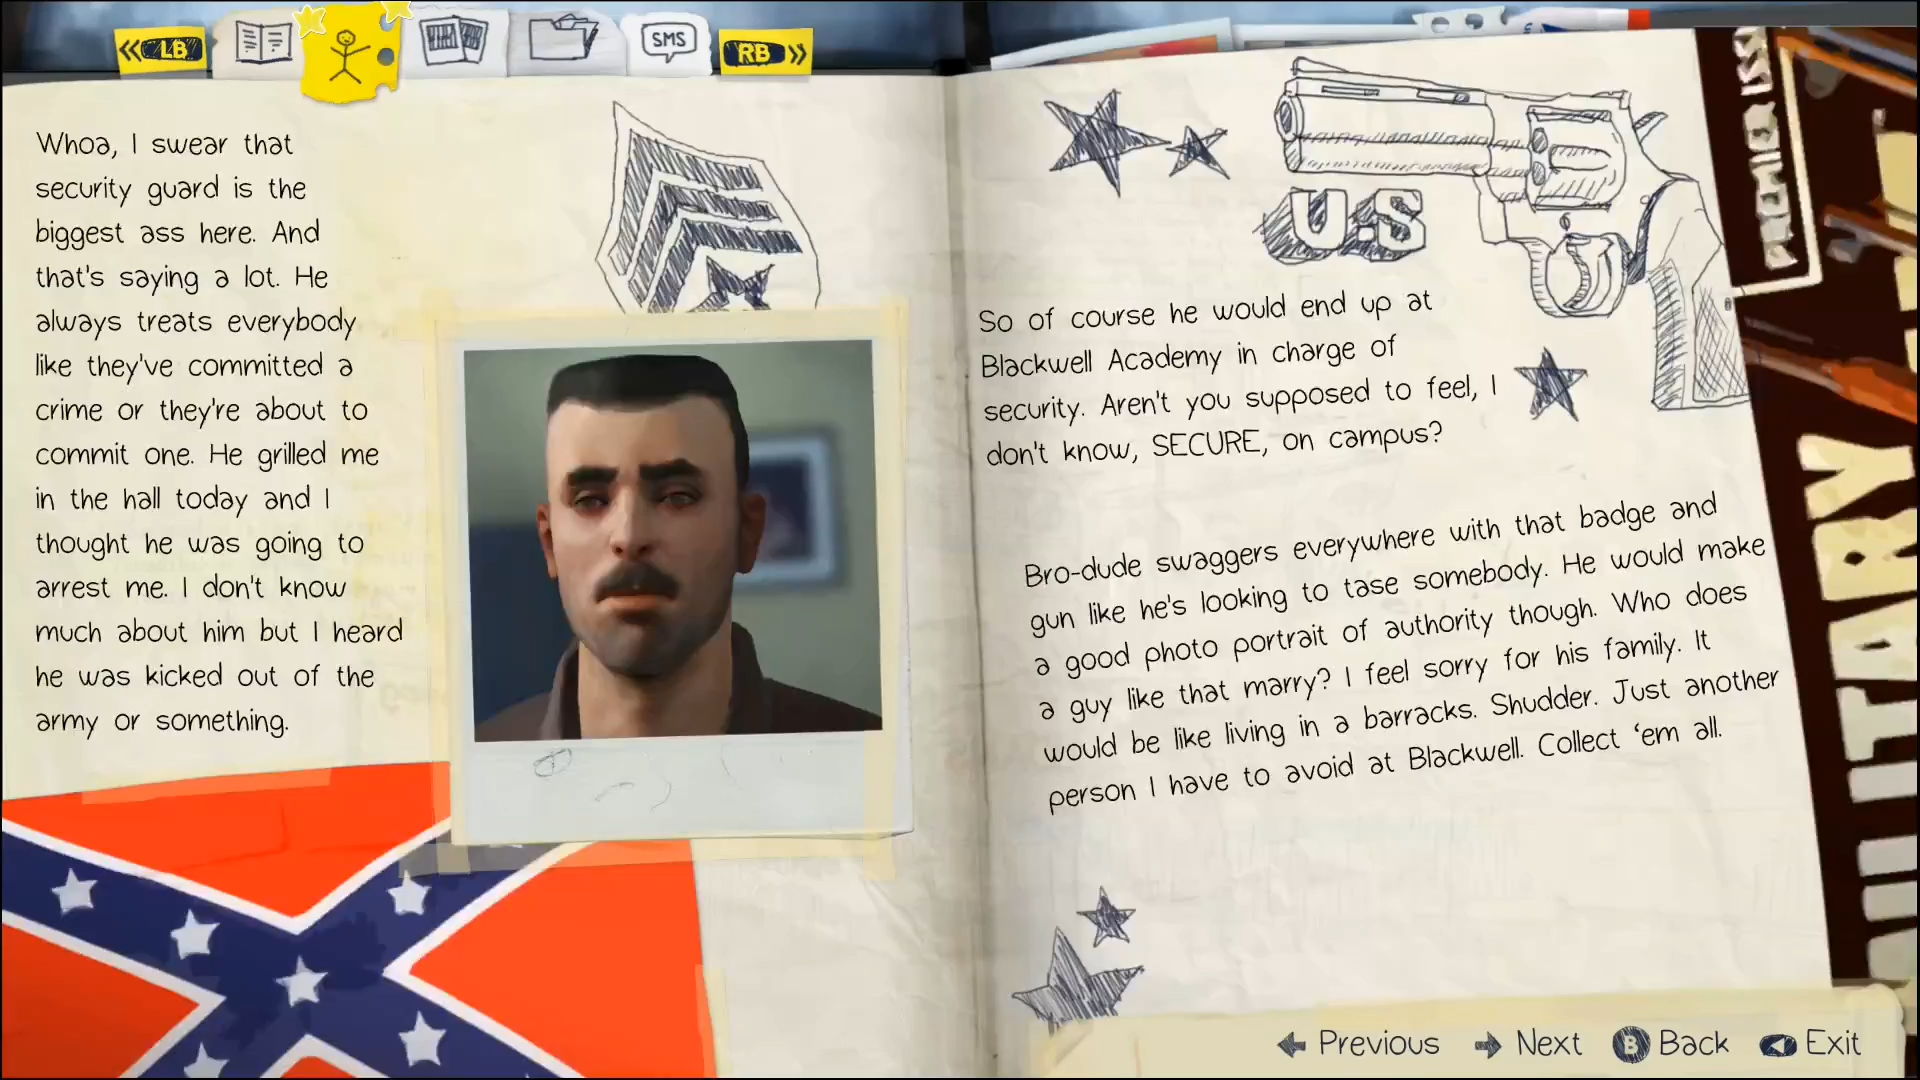 LB
SMS
RB
Whoa, I swear that
security guard is the
biggest ass here. And
that's saying a lot. He
always treats everybody
like they've committed a
crime or they're about to
commit one. He grilled me
in the hall today and I
thought he was going to
arrest me. I don't know
much about him but I heard
he was kicked out of the
army or something.
U.S
So of course he would end up at
Blackwell Academy in charge of
security. Aren't you supposed to feel, I
don't know, SECURE, on campus?
Bro-dude swaggers everywhere with that badge and
gun like he's looking to tase somebody. He would make
a good photo portrait of authority though. Who does
a guy like that marry? I feel sorry for his family. It
would be like living in a barracks. Shudder. Just another
person I have to avoid at Blackwell. Collect ‘em all.
Previous
Next
B Back
Exit